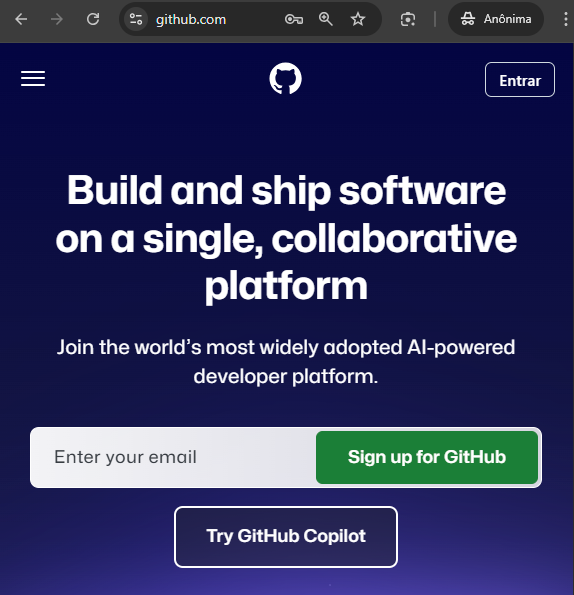 github.com
Anônima
Entrar
Build and ship software
on a single, collaborative
platform
Join the world's most widely adopted AI-powered
developer platform.
Enter your email
Sign up for GitHub
Try GitHub Copilot